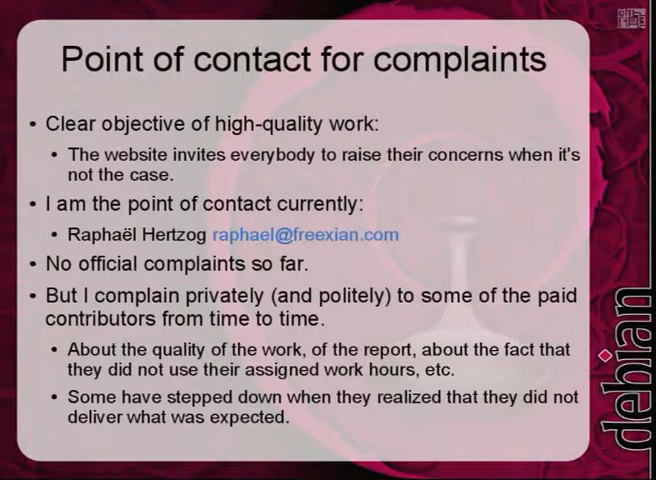 Point of contact for complaints
• Clear objective of high-quality work:
• The website invites everybody to raise their concerns when it's
not the case.
• I am the point of contact currently:
• Raphaël Hertzog raphael@freexian.com
• No official complaints so far.
• But I complain privately (and politely) to some of the paid
contributors from time to time.
• About the quality of the work, of the report, about the fact that
they did not use their assigned work hours, etc.
• Some have stepped down when they realized that they did not
deliver what was expected.
debian